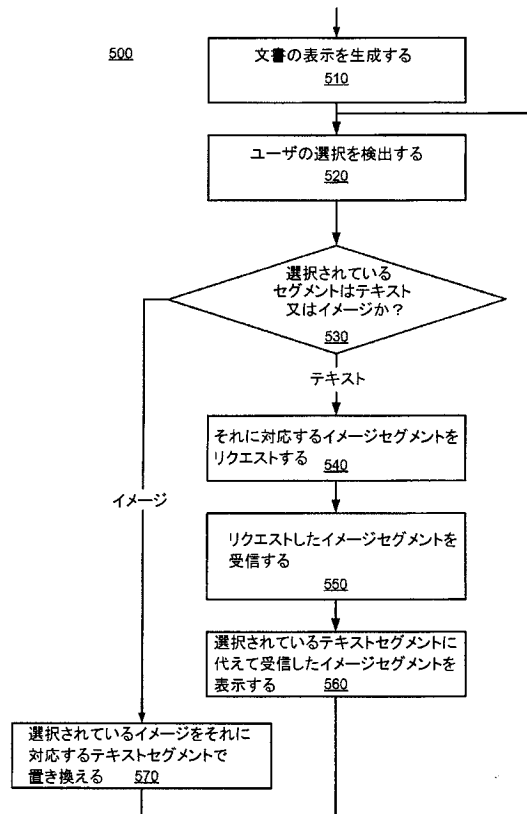 500
文書の表示を生成する
510
ユーザの選択を検出する
520
選択されている
セグメントはテキスト
又はイメージか？
530
テキスト
それに対応するイメージセグメントを
リクエストする 540
イメージ
リクエストしたイメージセグメントを
受信する
550
選択されているテキストセグメントに
代えて受信したイメージセグメントを
表示する 560
選択されているイメージをそれに
対応するテキストセグメントで
置き換える 570